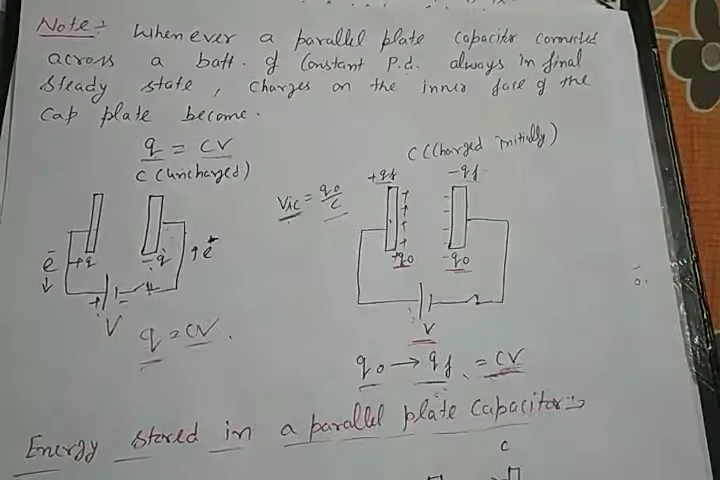 Note:- Whenever a parallel plate capacitor connected
across a batt. of constant P.d. always in final
steady state, charges on the inner face of the
cap plate become.
q = CV
C (uncharged)
C (Charged initially)
Vic = q0/C
+qf
-qf
+ + + +
- - - -
e-
+q
-q
e-
+q0
-q0
+ -
V
q = CV.
V
q0 → qf = CV
Energy stored in a parallel plate Capacitor:->
C